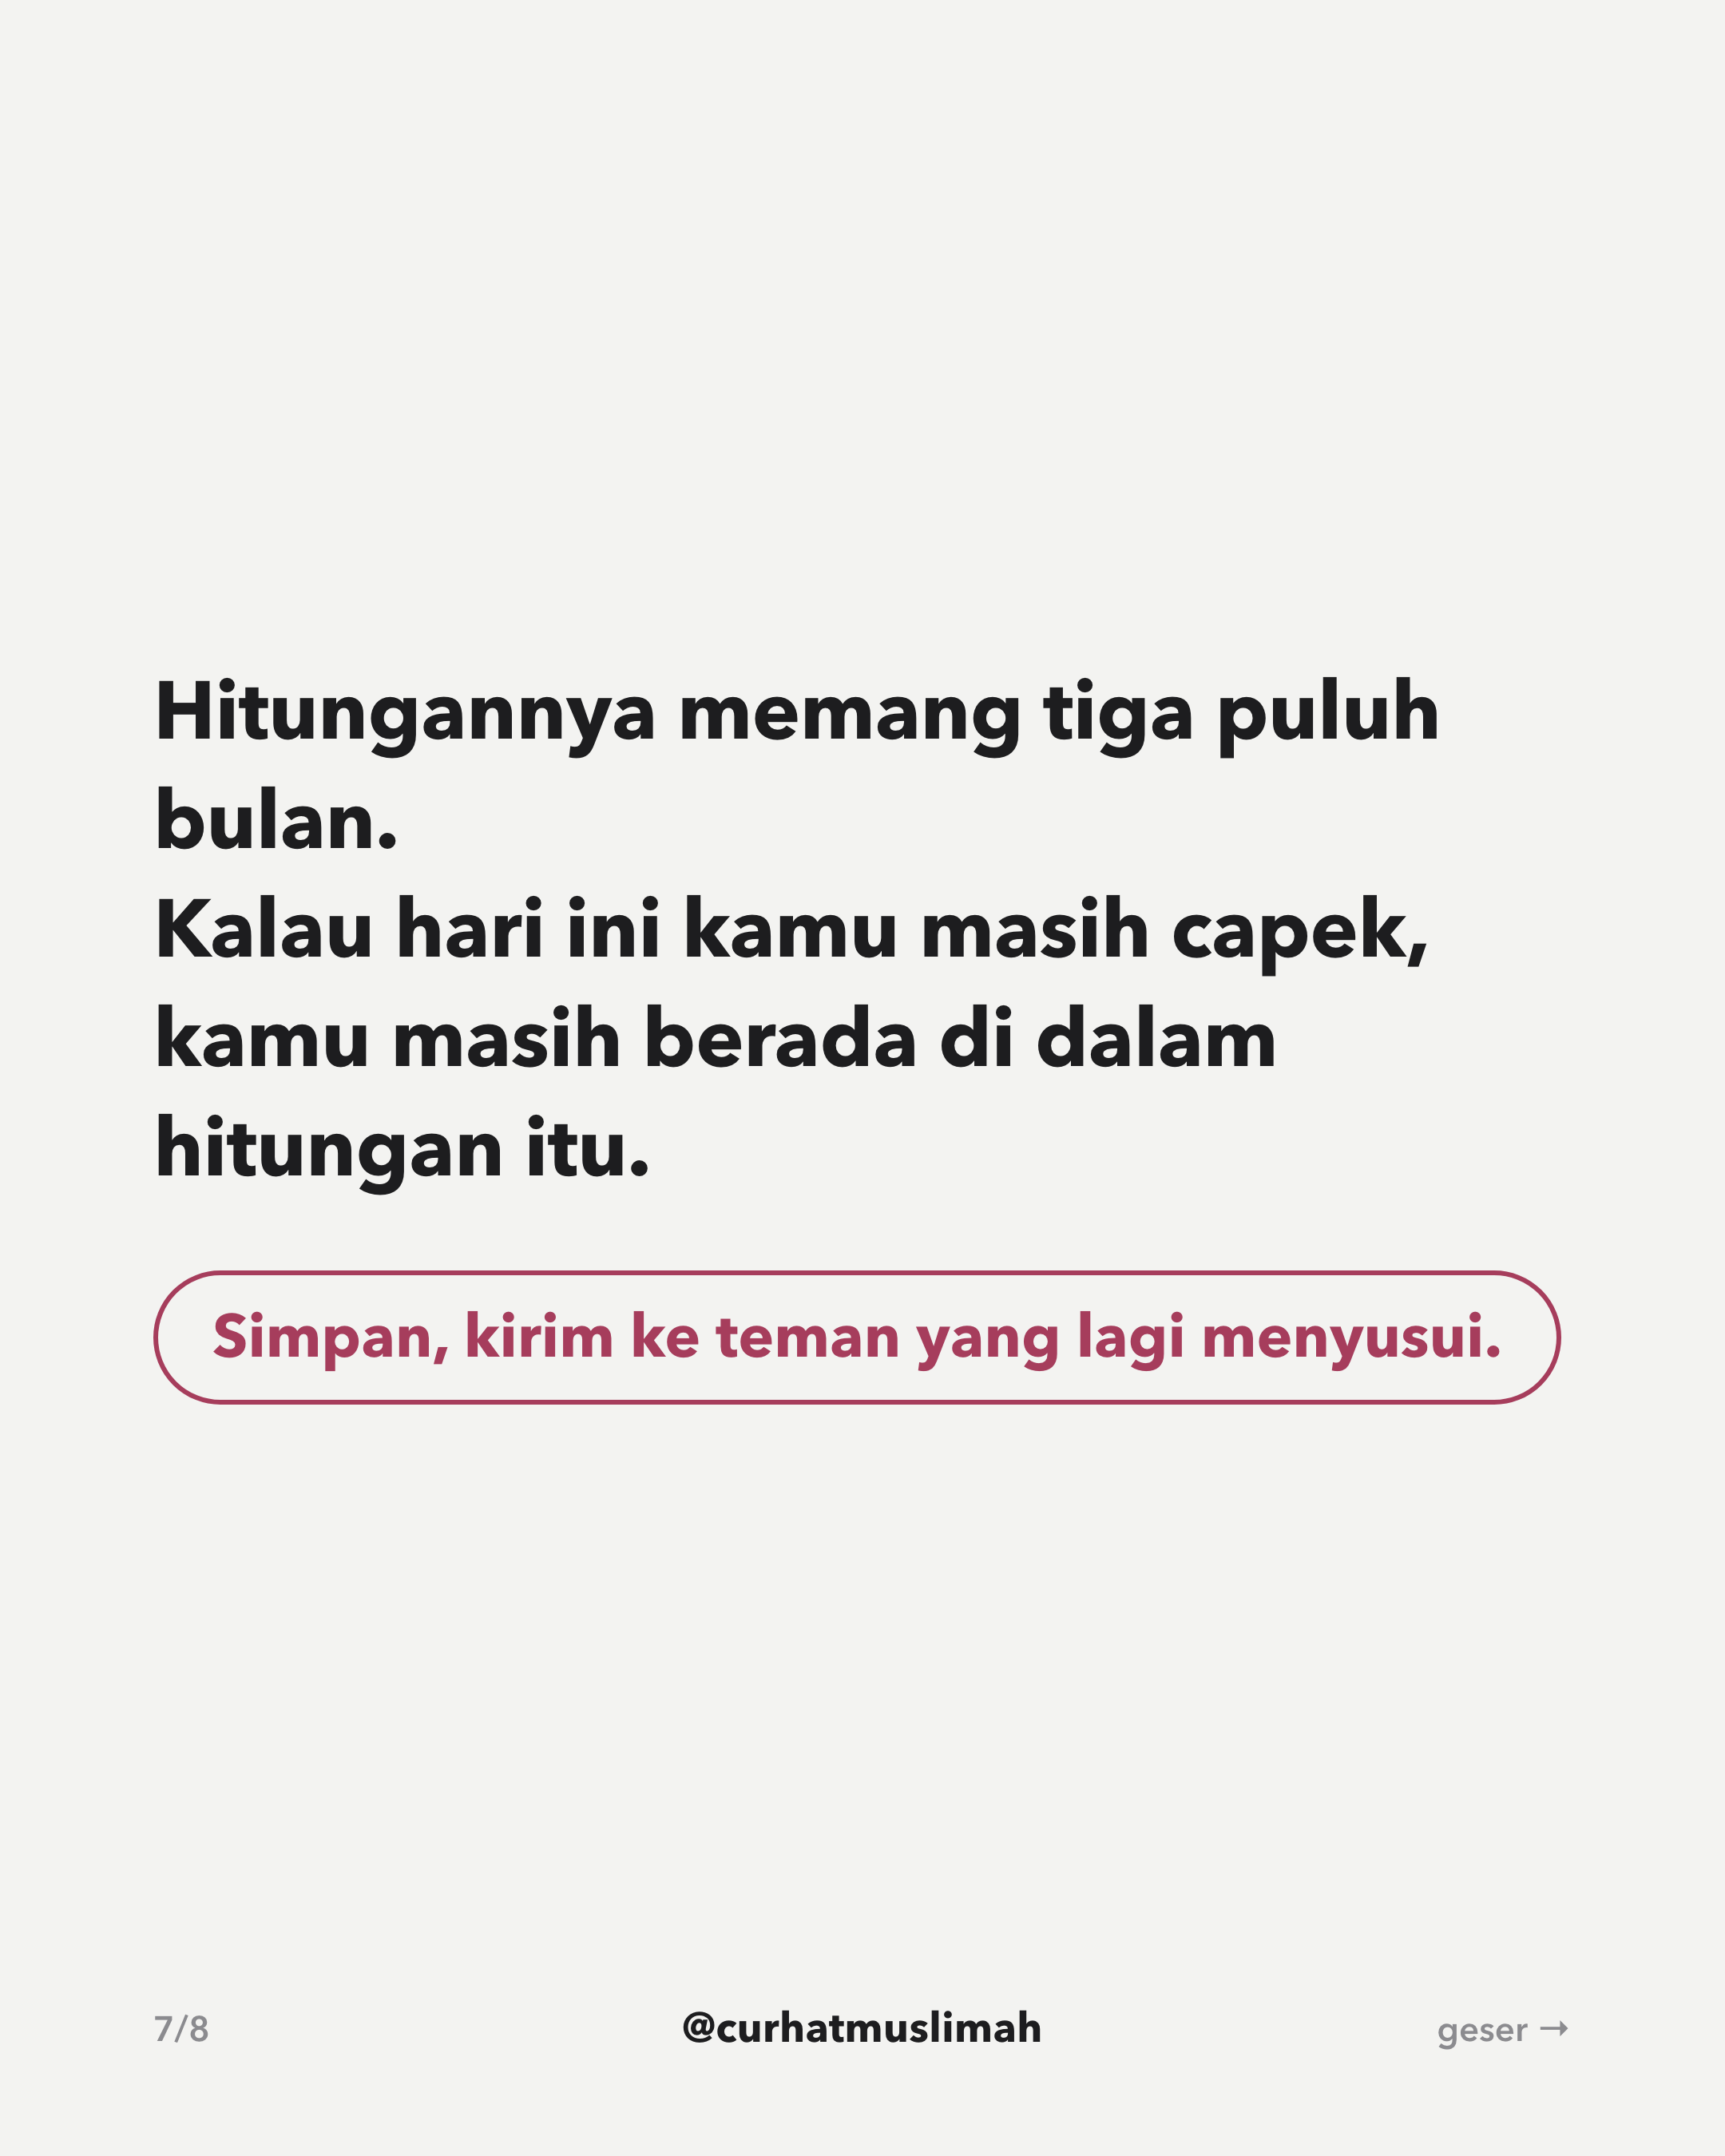 Hitungannya memang tiga puluh
bulan.
Kalau hari ini kamu masih capek,
kamu masih berada di dalam
hitungan itu.
Simpan, kirim ke teman yang lagi menyusui.
7/8
@curhatmuslimah
geser →